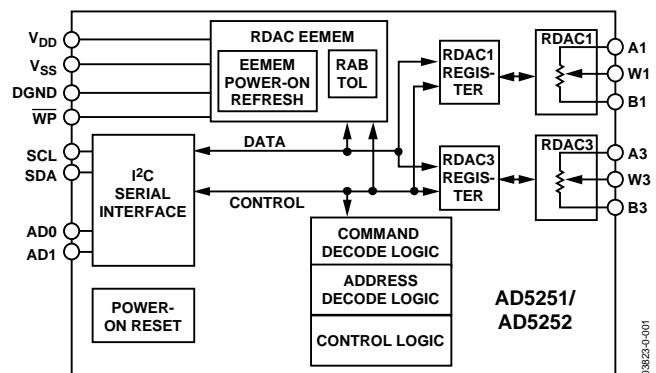 V_DD
V_SS
DGND
WP
SCL
SDA
AD0
AD1
RDAC EEMEM
EEMEM
POWER-ON
REFRESH
RAB
TOL
DATA
CONTROL
I²C
SERIAL
INTERFACE
POWER-
ON RESET
COMMAND
DECODE LOGIC
ADDRESS
DECODE LOGIC
CONTROL LOGIC
RDAC1
REGIS-
TER
RDAC3
REGIS-
TER
RDAC1
A1
W1
B1
RDAC3
A3
W3
B3
AD5251/
AD5252
03823-0-001